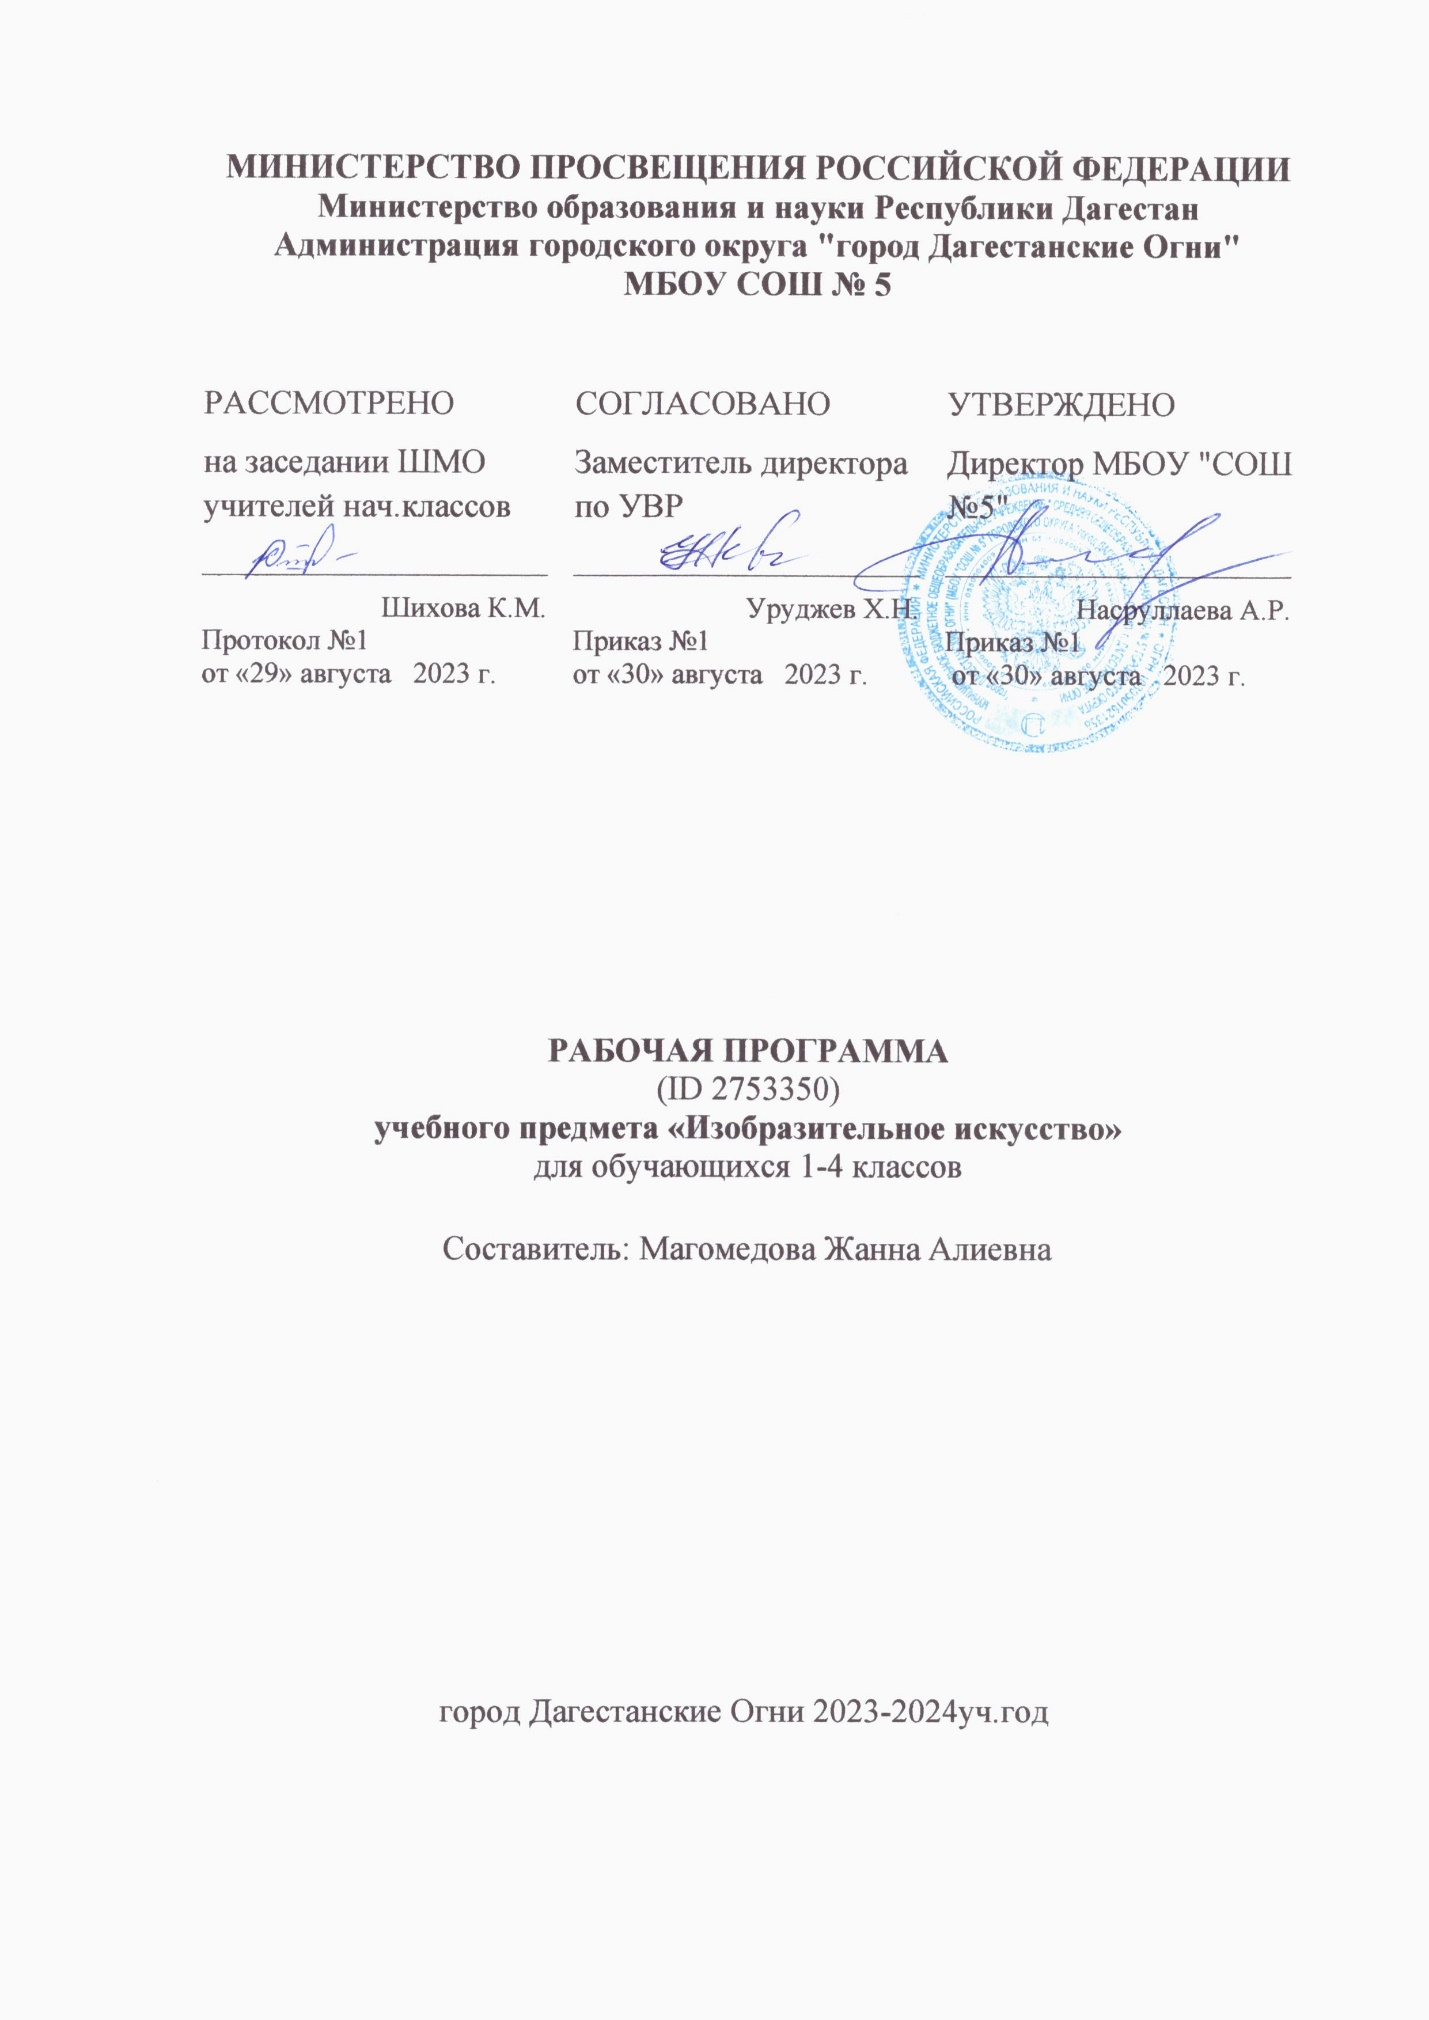 МИНИСТЕРСТВО ПРОСВЕЩЕНИЯ РОССИЙСКОЙ ФЕДЕРАЦИИ
Министерство образования и науки Республики Дагестан
Администрация городского округа "город Дагестанские Огни"
МБОУ СОШ № 5
РАССМОТРЕНО
на заседании ШМО
учителей нач.классов
Шихова К.М.
Протокол №1
от «29» августа 2023 г.
СОГЛАСОВАНО
Заместитель директора
по УВР
Уруджев Х.Н.
Приказ №1
от «30» августа 2023 г.
УТВЕРЖДЕНО
Директор МБОУ "СОШ
№5"
Насруллаева А.Р.
Приказ №1
от «30» августа 2023 г.
РАБОЧАЯ ПРОГРАММА
(ID 2753350)
учебного предмета «Изобразительное искусство»
для обучающихся 1-4 классов
Составитель: Магомедова Жанна Алиевна
город Дагестанские Огни 2023-2024уч.год